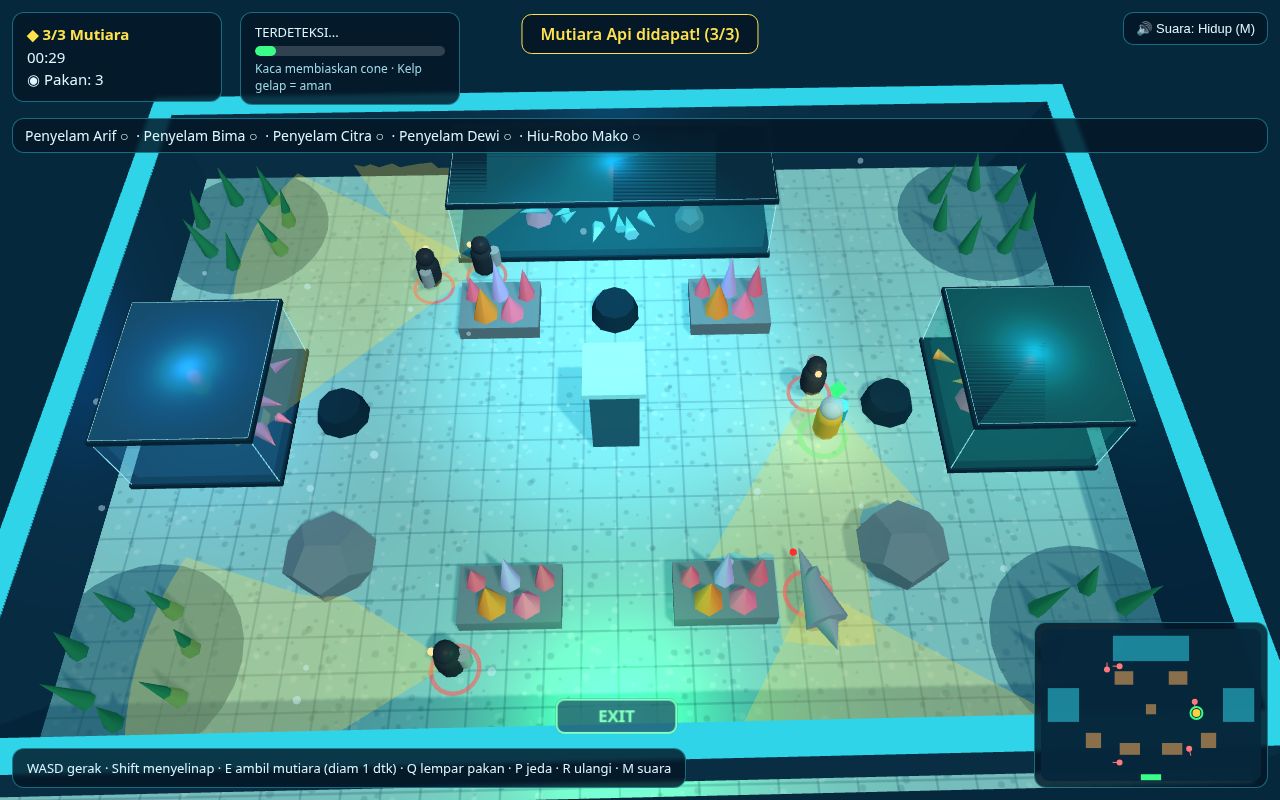 ◆ 3/3 Mutiara
00:29
◉ Pakan: 3
TERDETEKSI...
Kaca membiaskan cone · Kelp
gelap = aman
Mutiara Api didapat! (3/3)
🔊 Suara: Hidup (M)
Penyelam Arif ○ · Penyelam Bima ○ · Penyelam Citra ○ · Penyelam Dewi ○ · Hiu-Robo Mako ○
EXIT
WASD gerak · Shift menyelinap · E ambil mutiara (diam 1 dtk) · Q lempar pakan · P jeda · R ulangi · M suara